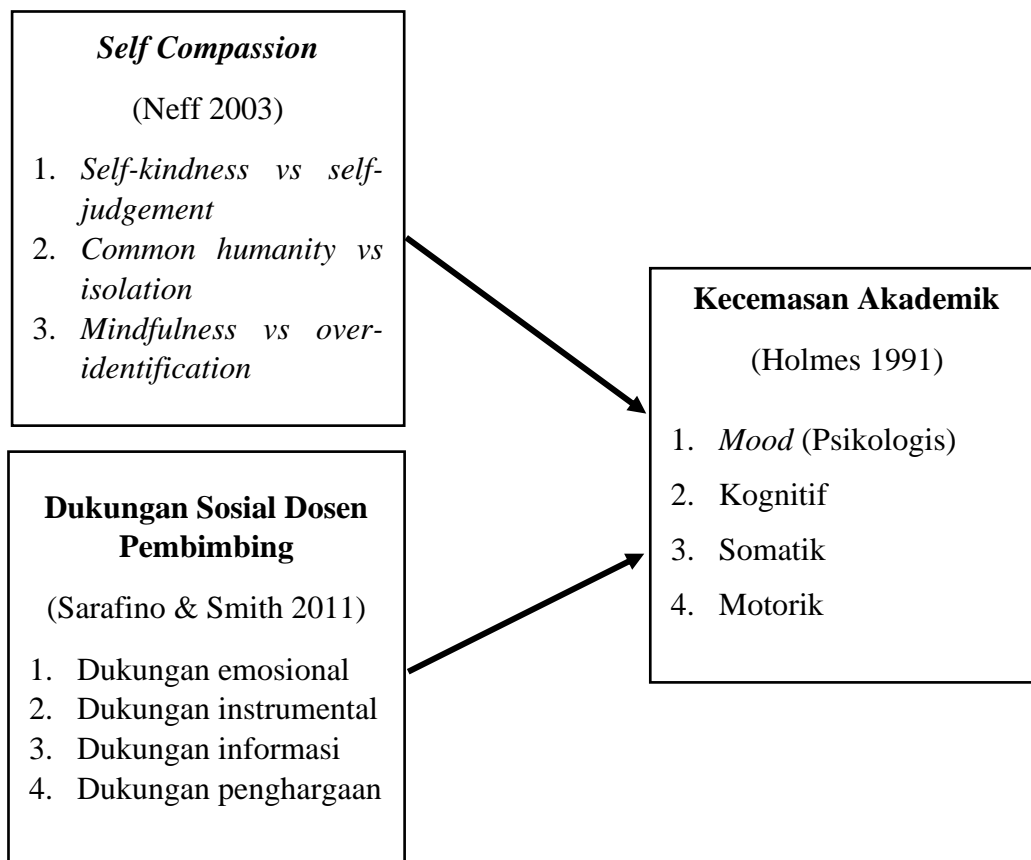 Self Compassion
(Neff 2003)
1. Self-kindness vs self-
judgement
2. Common humanity vs
isolation
3. Mindfulness vs over-
identification
Dukungan Sosial Dosen
Pembimbing
(Sarafino & Smith 2011)
1. Dukungan emosional
2. Dukungan instrumental
3. Dukungan informasi
4. Dukungan penghargaan
Kecemasan Akademik
(Holmes 1991)
1. Mood (Psikologis)
2. Kognitif
3. Somatik
4. Motorik